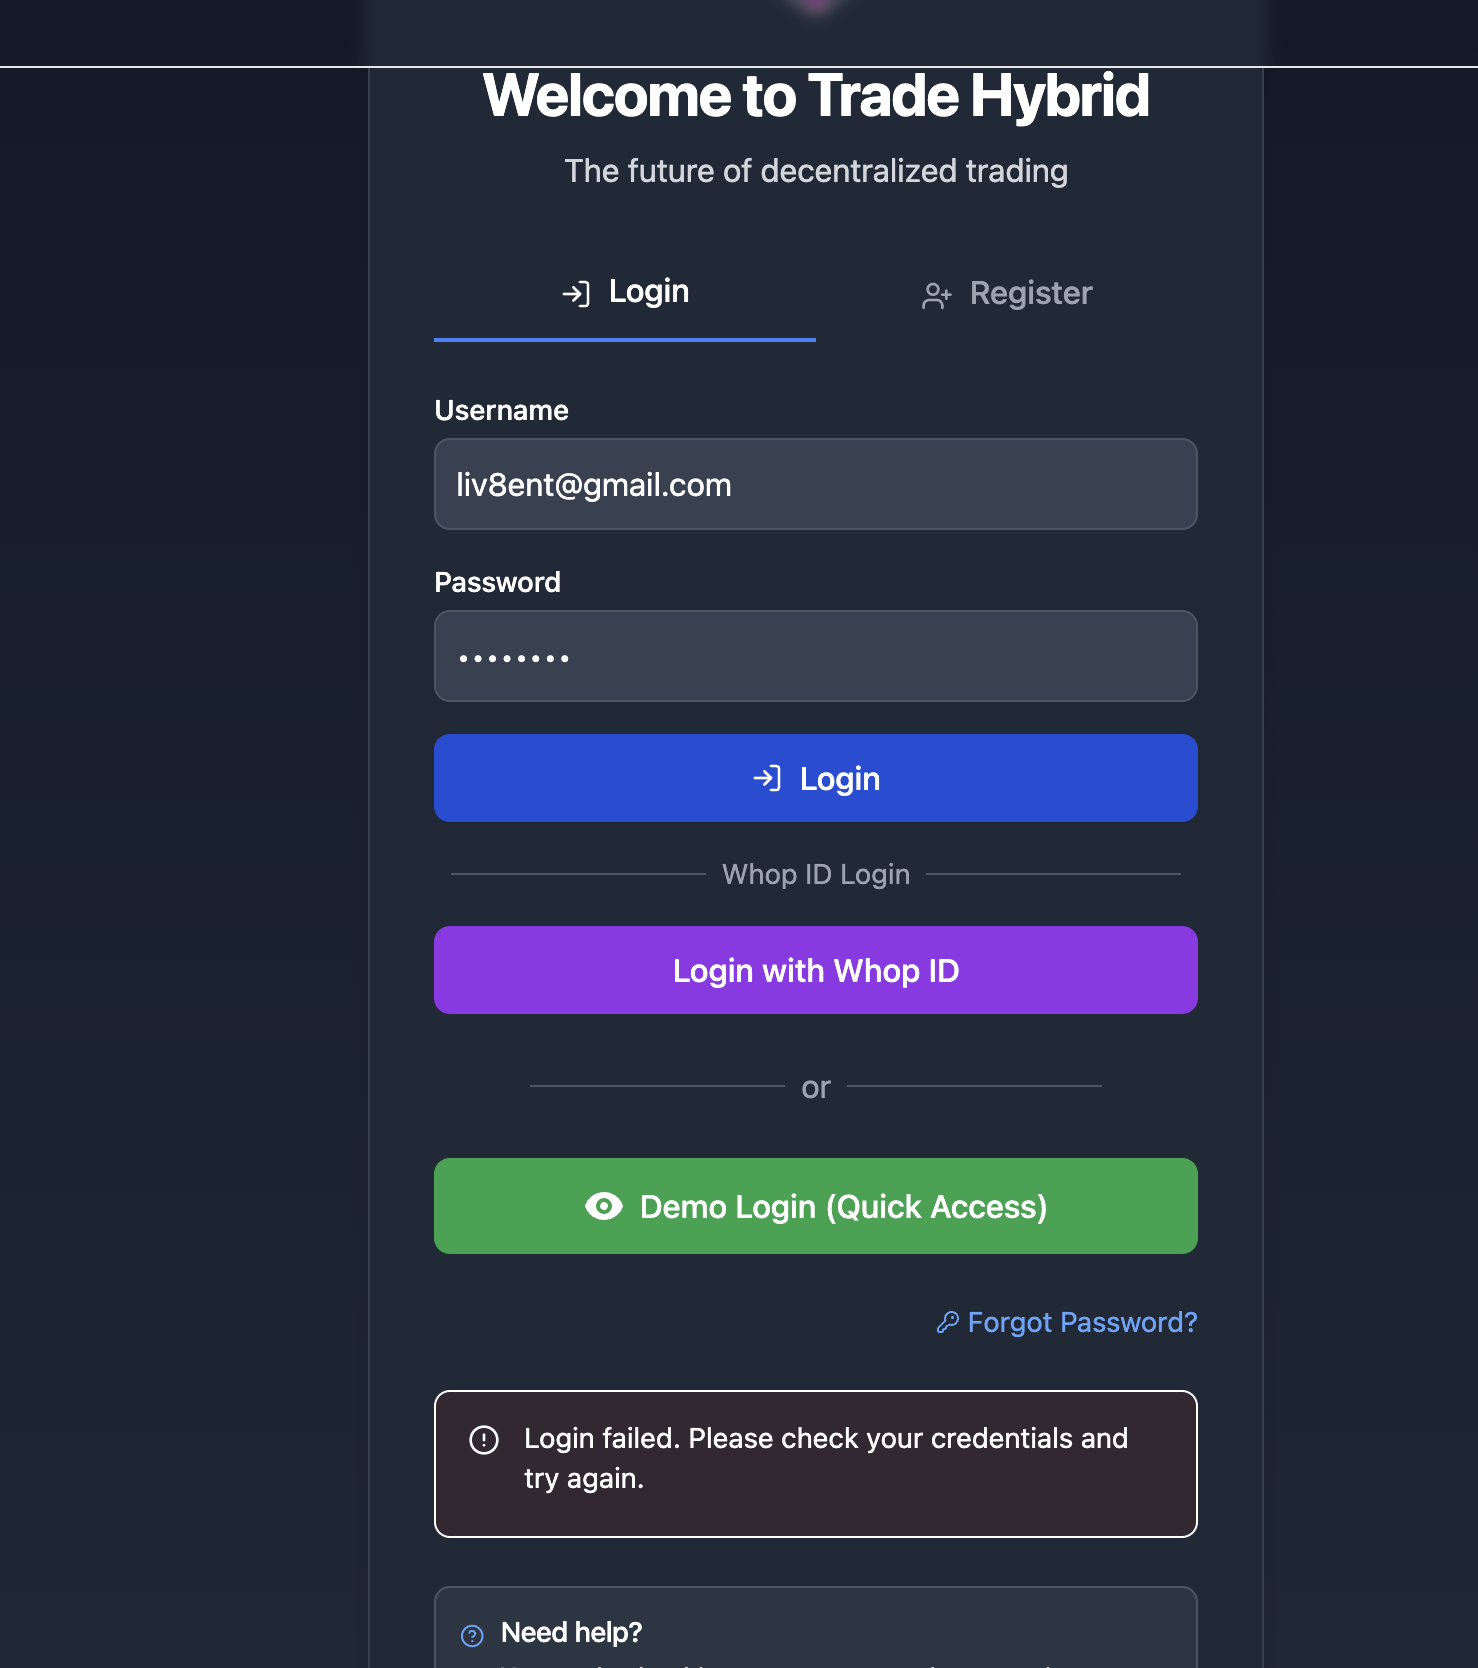 Welcome to Trade Hybrid
The future of decentralized trading
Login
Register
Username
liv8ent@gmail.com
Password
••••••••
Login
Whop ID Login
Login with Whop ID
or
Demo Login (Quick Access)
Forgot Password?
Login failed. Please check your credentials and
try again.
Need help?